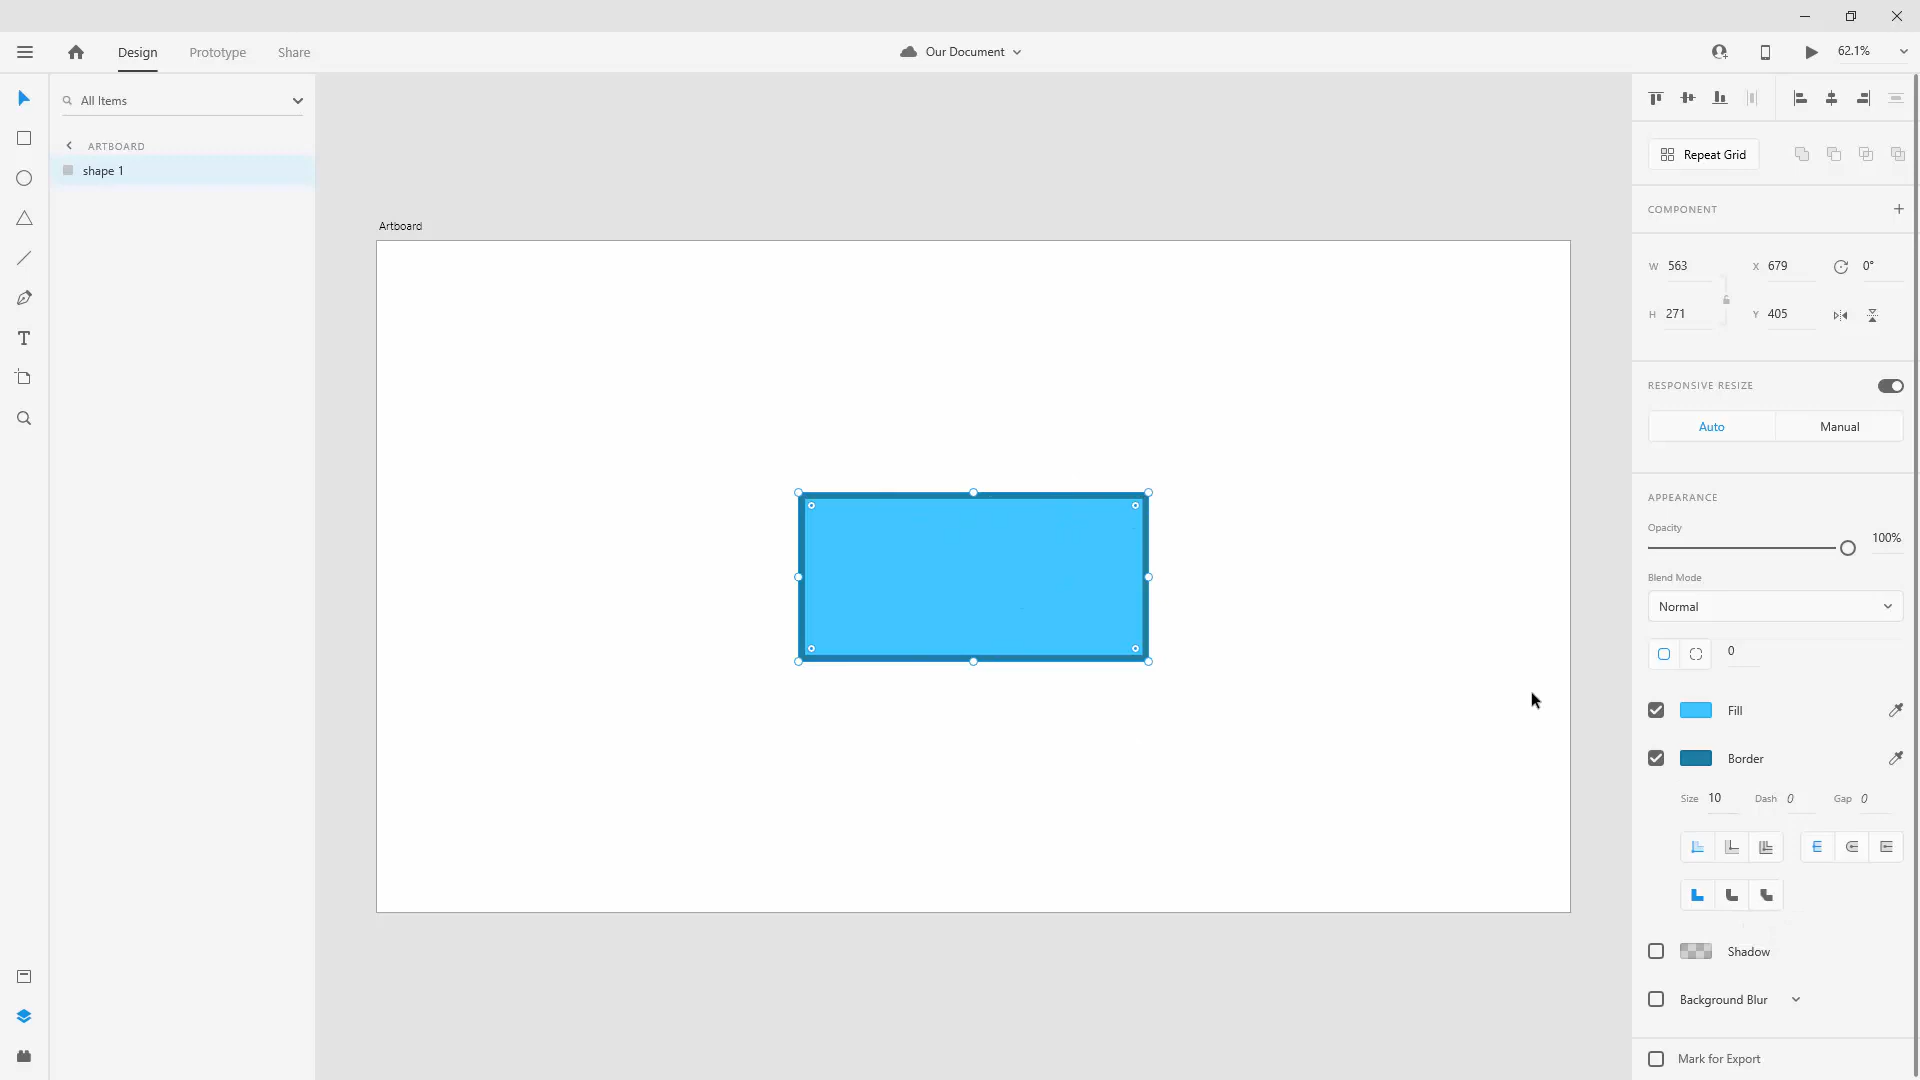 Design
Prototype
Share
Our Document
62.1%
All Items
ARTBOARD
shape 1
Artboard
Repeat Grid
COMPONENT
W 563
X 679
0°
H 271
Y 405
RESPONSIVE RESIZE
Auto
Manual
APPEARANCE
Opacity
100%
Blend Mode
Normal
0
Fill
Border
Size 10
Dash 0
Gap 0
Shadow
Background Blur
Mark for Export